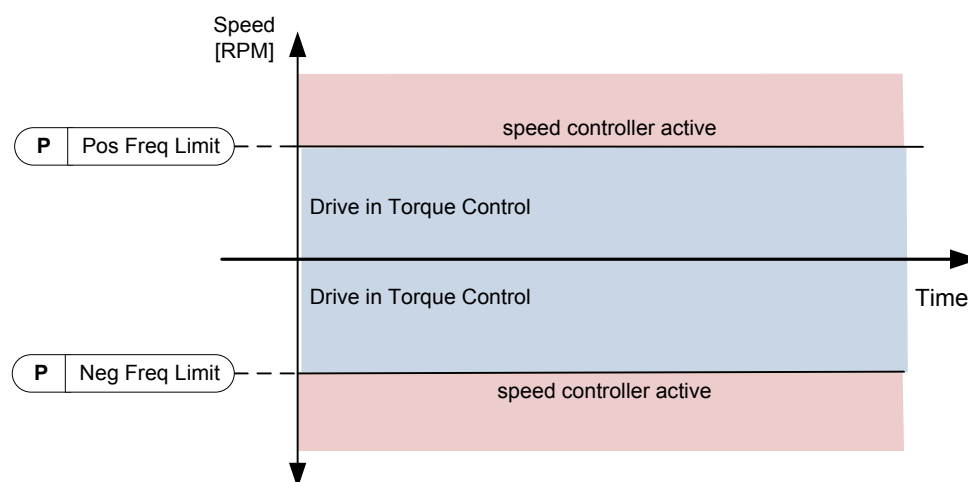 Speed
[RPM]
speed controller active
P Pos Freq Limit
Drive in Torque Control
Drive in Torque Control
Time
P Neg Freq Limit
speed controller active